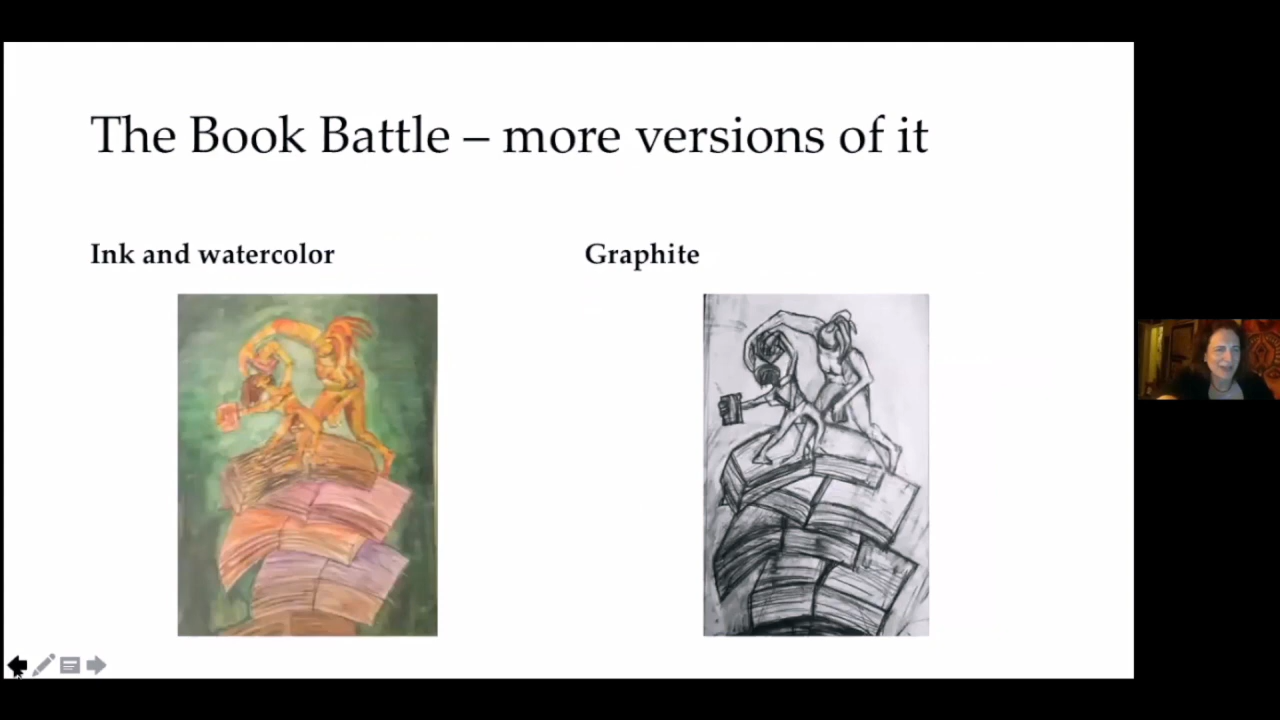 The Book Battle – more versions of it
Ink and watercolor
Graphite